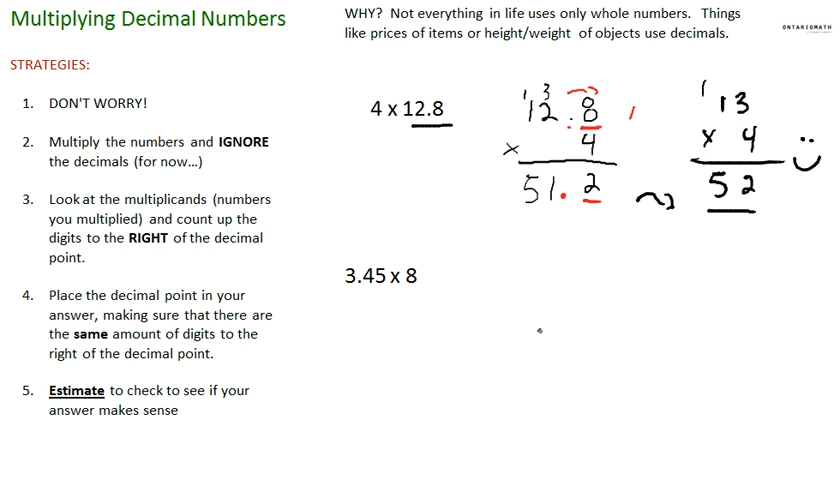 Multiplying Decimal Numbers
STRATEGIES:
1. DON'T WORRY!
2. Multiply the numbers and IGNORE
the decimals (for now...)
3. Look at the multiplicands (numbers
you multiplied) and count up the
digits to the RIGHT of the decimal
point.
4. Place the decimal point in your
answer, making sure that there are
the same amount of digits to the
right of the decimal point.
5. Estimate to check to see if your
answer makes sense
WHY? Not everything in life uses only whole numbers. Things
like prices of items or height/weight of objects use decimals.
ONTARIOMATH
4 x 12.8
1 3
12.8
x 4
51.2
1
1
13
x 4
52
3.45 x 8